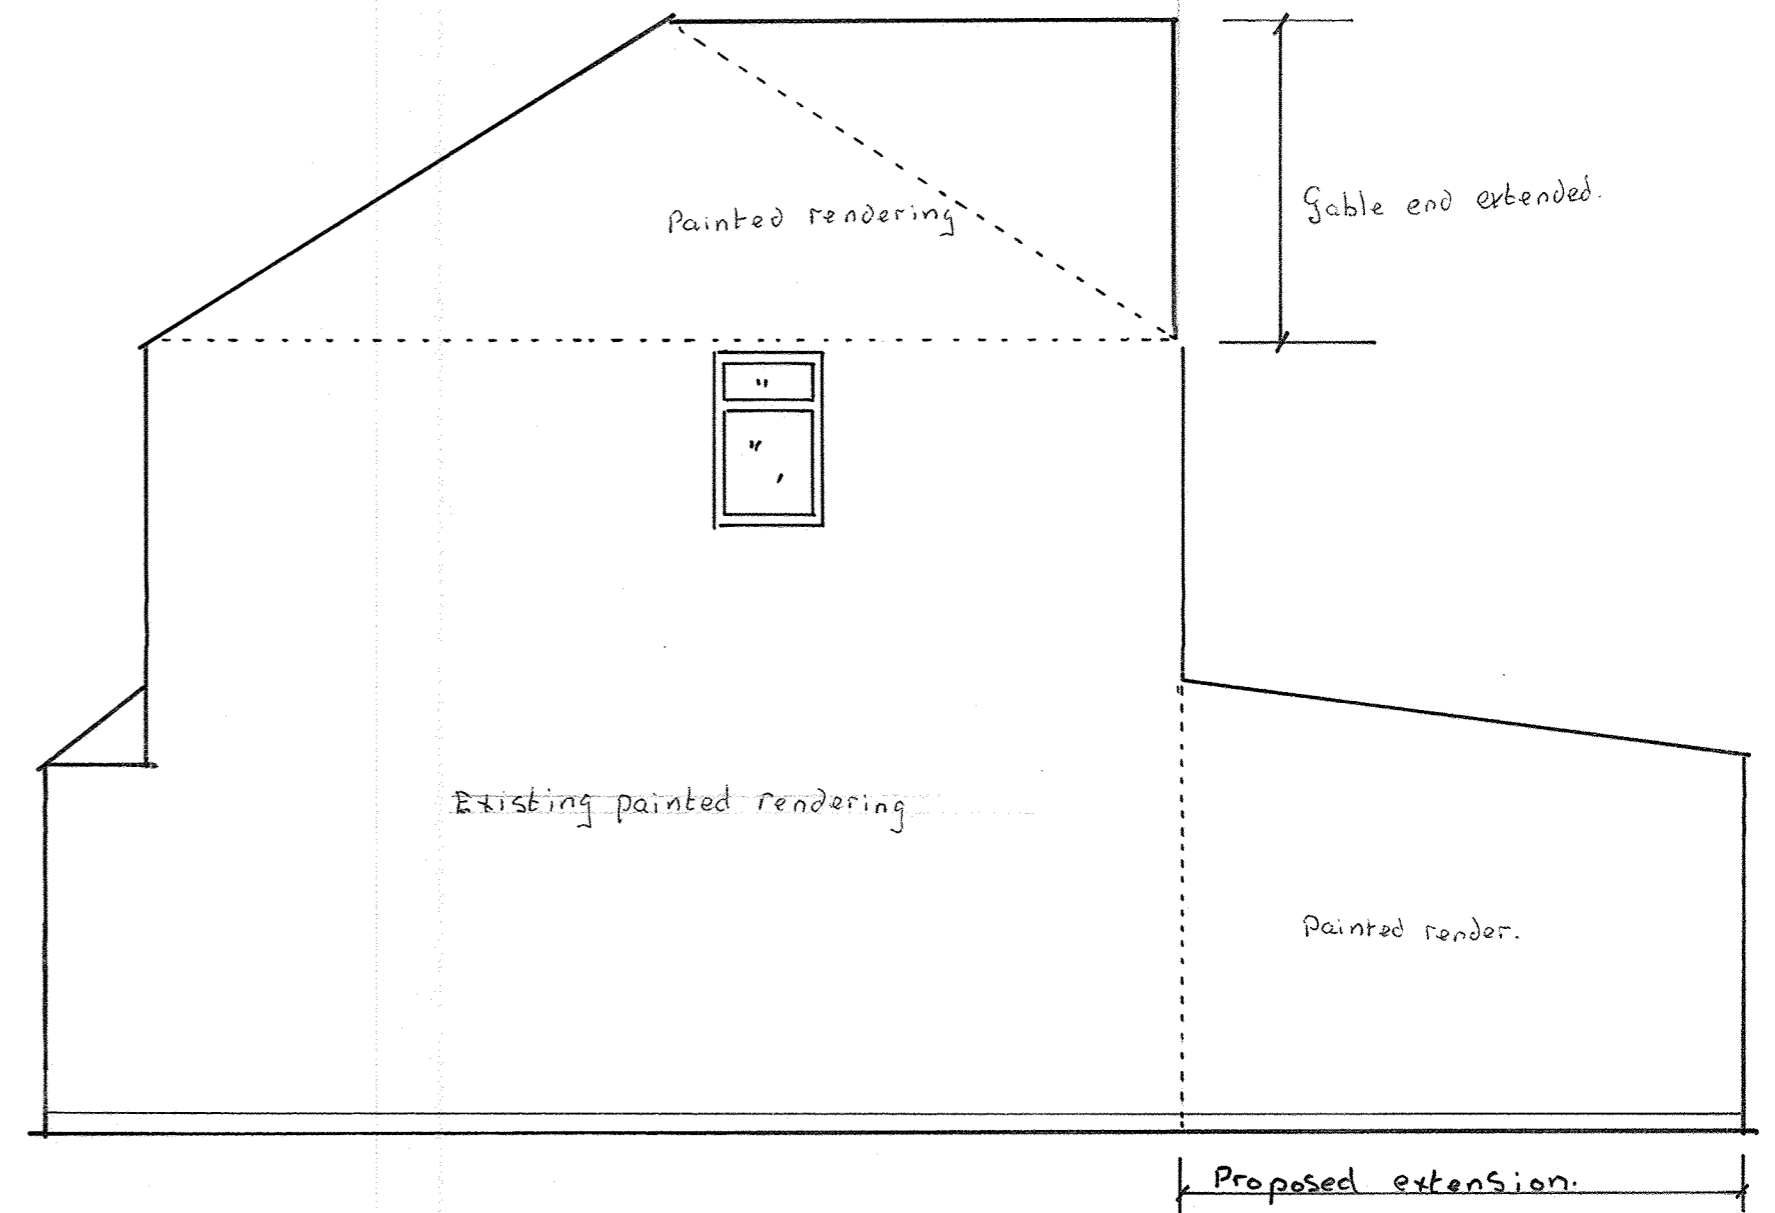 Painted rendering
Gable end extended.
Existing painted rendering
Painted render.
Proposed extension.